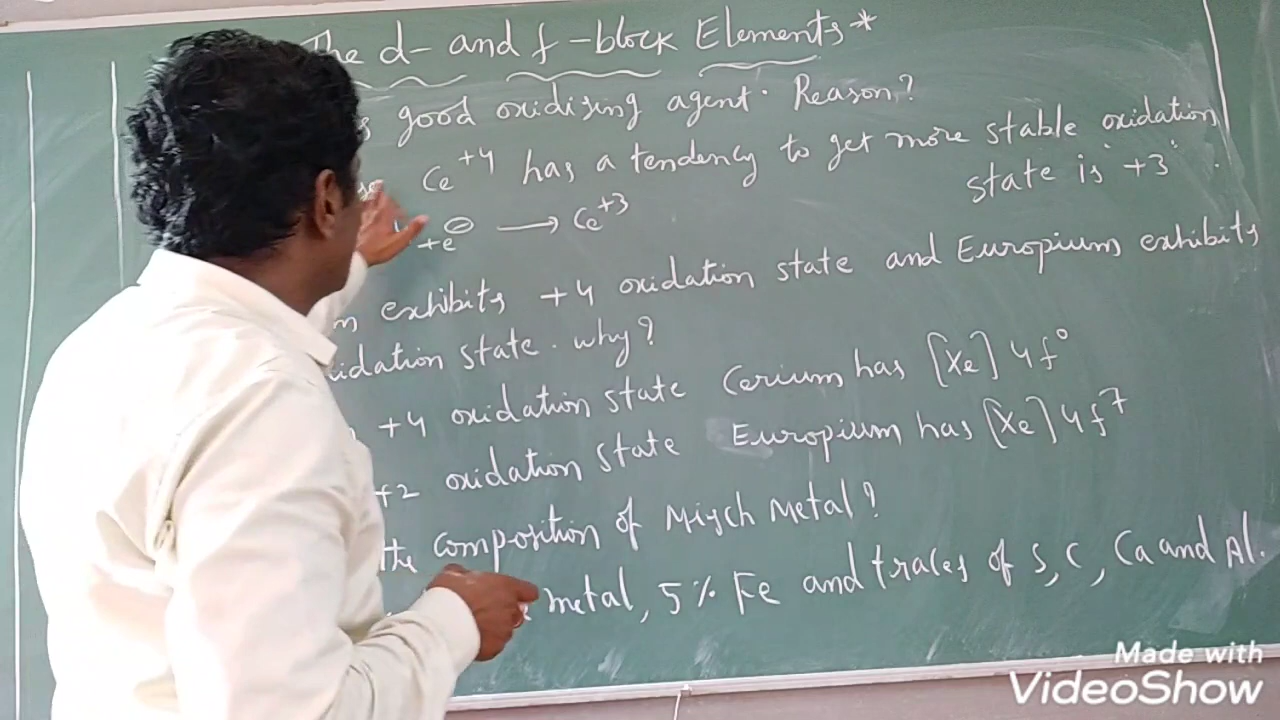 The d- and f-block Elements*
good oxidising agent. Reason?
Ce+4 has a tendency to get more stable "oxidation
state is +3".
+e⊖ → Ce+3
exhibits +4 oxidation state and Europium exhibits
oxidation state. why?
+4 oxidation state Cerium has [Xe] 4f0
+2 oxidation state Europium has [Xe] 4f7
the composition of Misch Metal?
metal, 5% Fe and traces of S, C, Ca and Al.
Made with
VideoShow